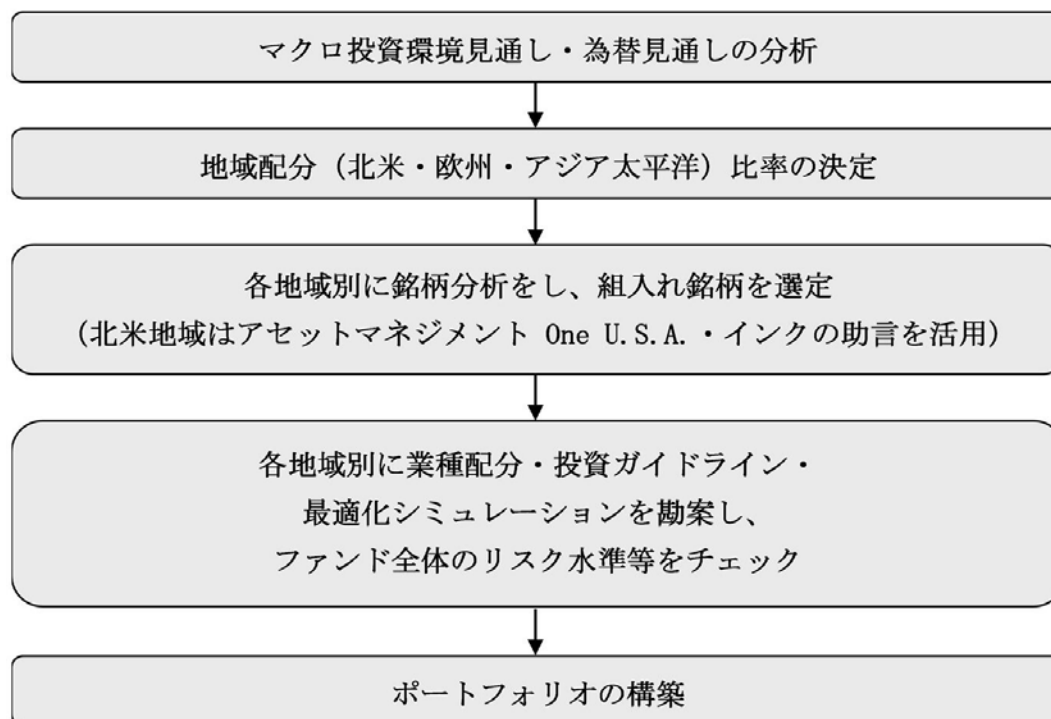 マクロ投資環境見通し・為替見通しの分析
地域配分（北米・欧州・アジア太平洋）比率の決定
各地域別に銘柄分析をし、組入れ銘柄を選定
（北米地域はアセットマネジメント One U.S.A.・インクの助言を活用）
各地域別に業種配分・投資ガイドライン・
最適化シミュレーションを勘案し、
ファンド全体のリスク水準等をチェック
ポートフォリオの構築